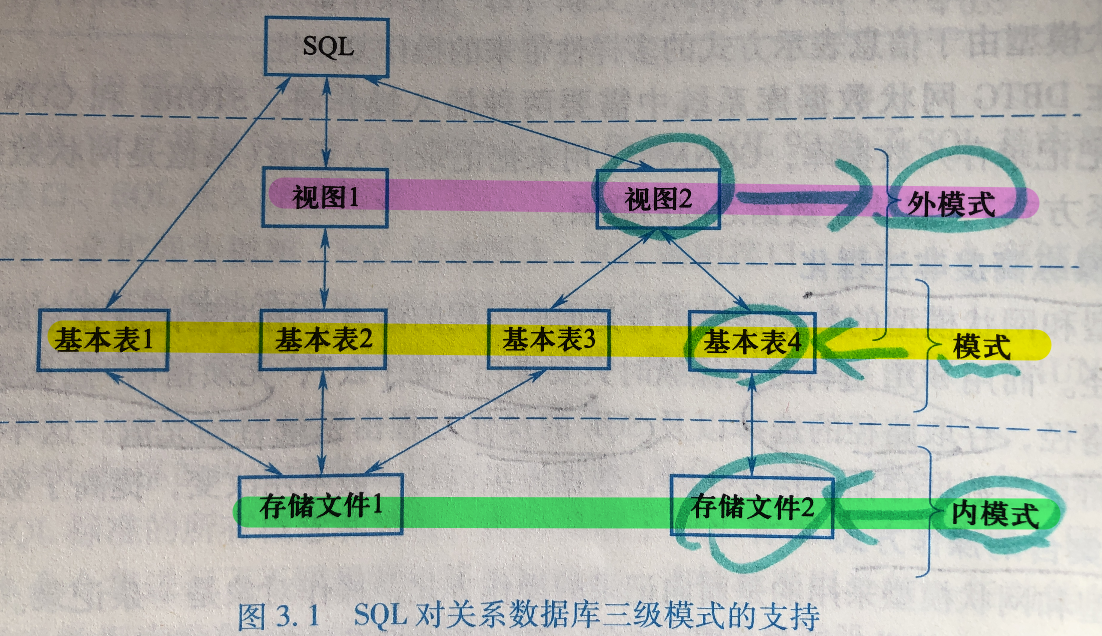 SQL
视图1 视图2 外模式
基本表1 基本表2 基本表3 基本表4 模式
存储文件1 存储文件2 内模式
图 3.1 SQL 对关系数据库三级模式的支持